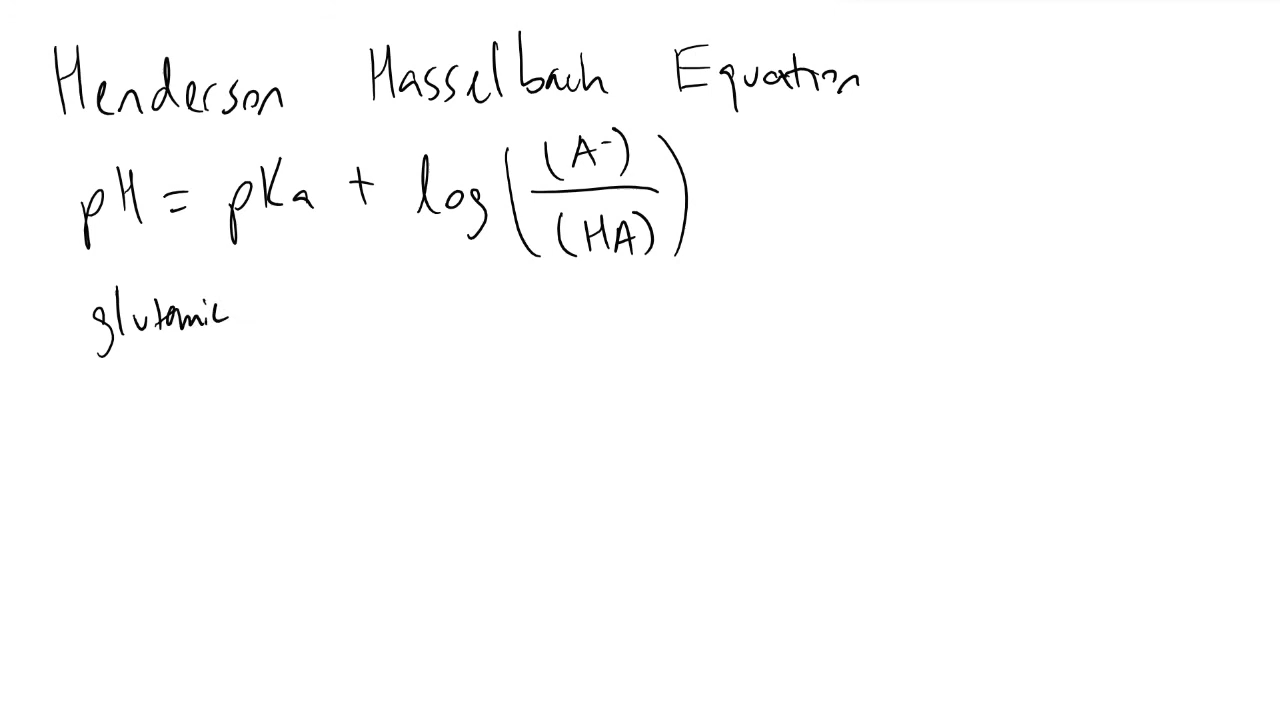 Henderson Hasselbach Equation
pH = pKa + log((A-)/(HA))
glutamic